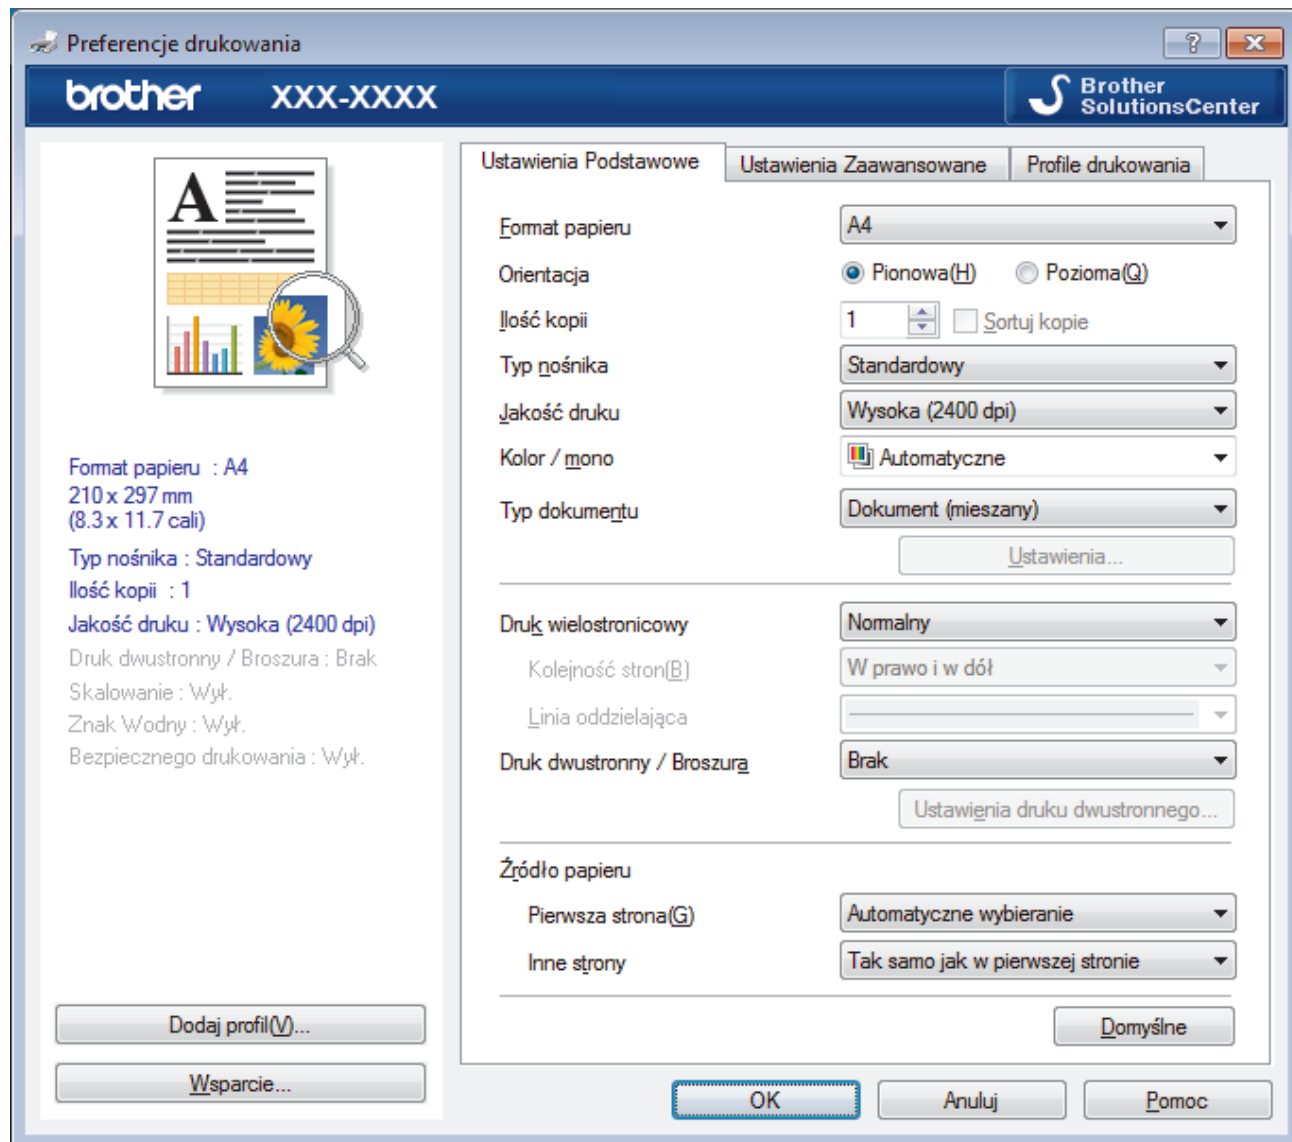 Preferencje drukowania
brother XXX-XXXX
Brother
SolutionsCenter
A
Format papieru : A4
210 x 297 mm
(8.3 x 11.7 cali)
Typ nośnika : Standardowy
Ilość kopii : 1
Jakość druku : Wysoka (2400 dpi)
Druk dwustronny / Broszura : Brak
Skalowanie : Wył.
Znak Wodny : Wył.
Bezpiecznego drukowania : Wył.
Dodaj profil(V)...
Wsparcie...
Ustawienia Podstawowe Ustawienia Zaawansowane Profile drukowania
Format papieru A4
Orientacja Pionowa(H) Pozioma(Q)
Ilość kopii 1 Sortuj kopie
Typ nośnika Standardowy
Jakość druku Wysoka (2400 dpi)
Kolor / mono Automatyczne
Typ dokumentu Dokument (mieszany)
Ustawienia...
Druk wielostronicowy Normalny
Kolejność stron(B) W prawo i w dół
Linia oddzielająca
Druk dwustronny / Broszura Brak
Ustawienia druku dwustronnego...
Źródło papieru
Pierwsza strona(G) Automatyczne wybieranie
Inne strony Tak samo jak w pierwszej stronie
Domyślne
OK Anuluj Pomoc